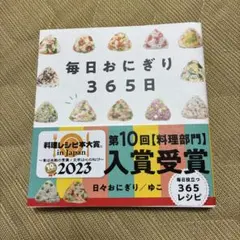 毎日おにぎり
365日
料理レシピ本大賞
in Japan
2023
第10回【料理部門】
入賞受賞
日々おにぎり/ゆこ
毎日役立つ
365
レシピ